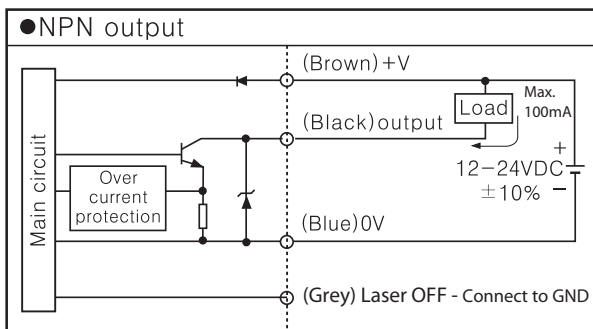 ●NPN output
(Brown)+V
Load
Max.
100mA
(Black)output
Main circuit
Over
current
protection
+
12-24VDC
±10% −
(Blue)0V
(Grey) Laser OFF - Connect to GND